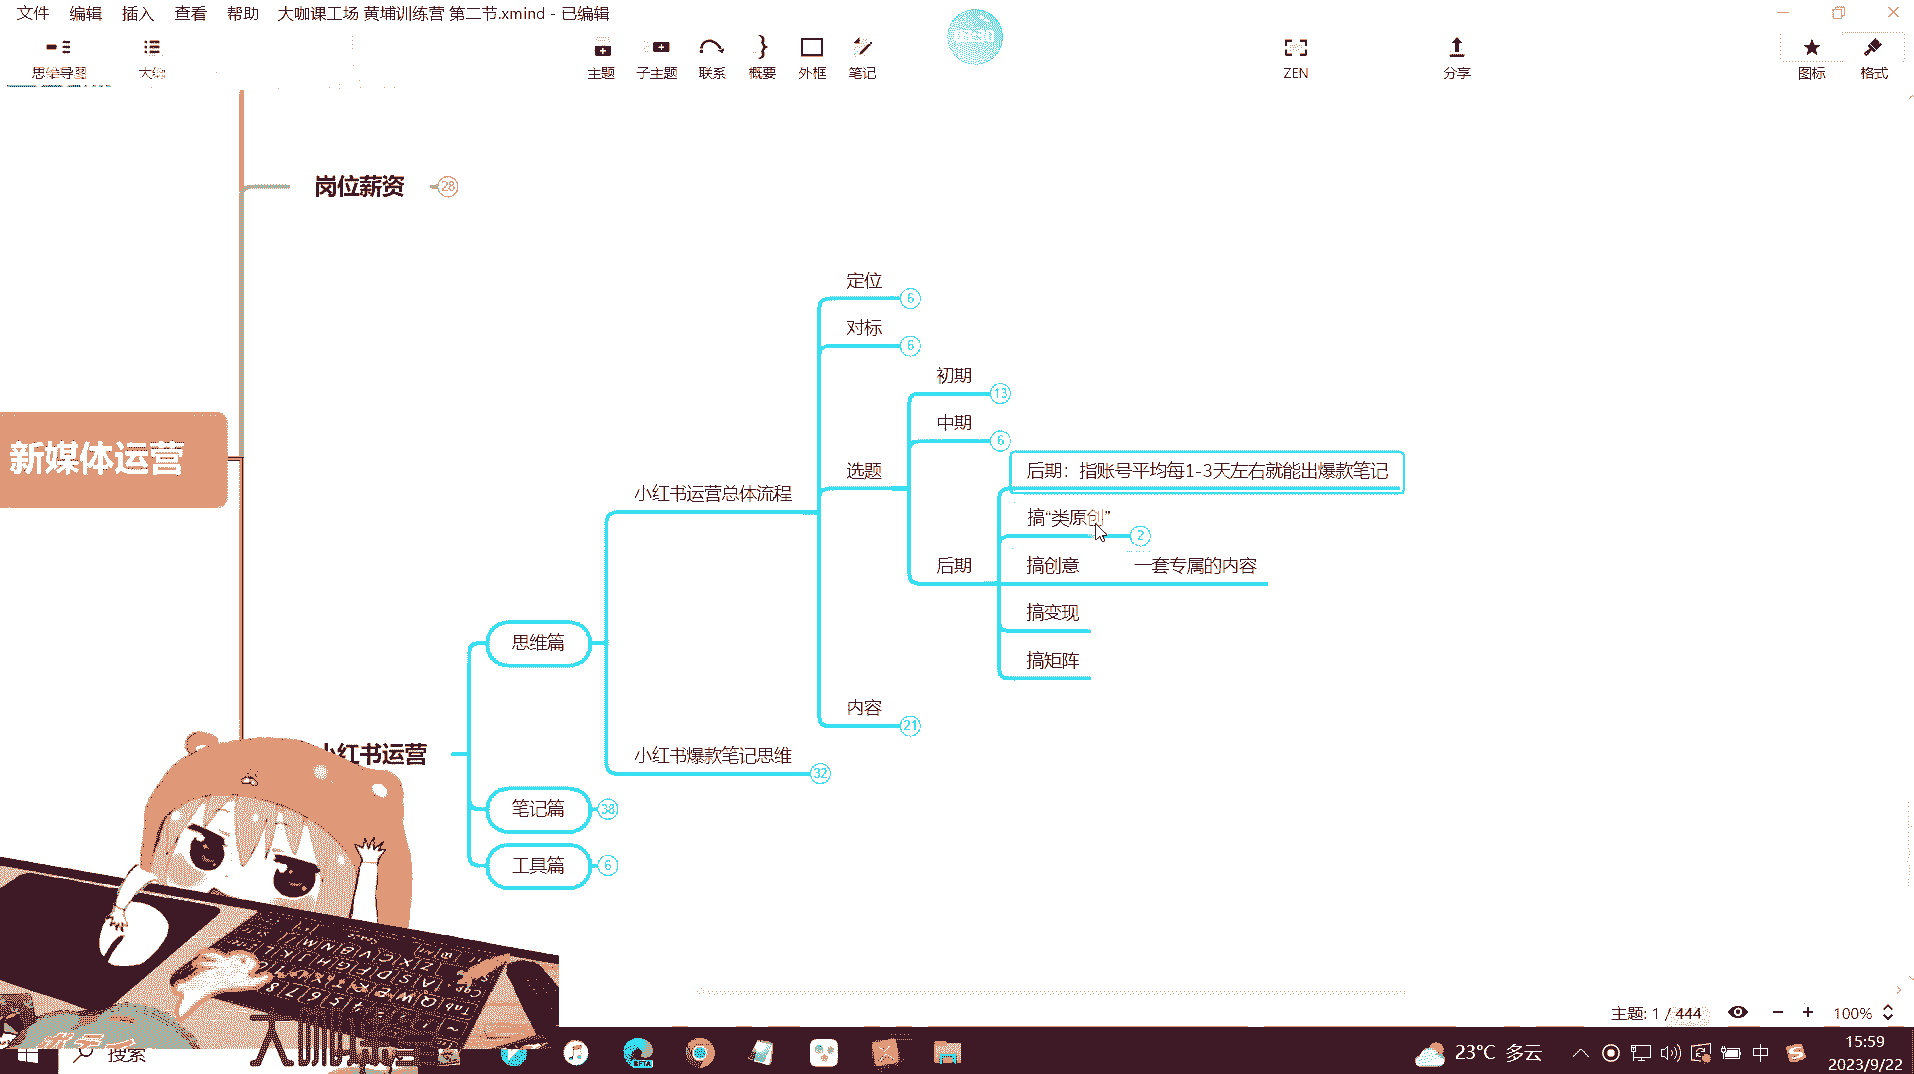 文件 编辑 插入 查看 帮助 大咖课工场 黄埔训练营 第二节.xmind - 已编辑
思维导图 大纲 主题 子主题 联系 概要 外框 笔记 ZEN 分享 图标 格式
岗位薪资 28
定位 6
对标 6
初期 13
中期 6
选题
后期：指账号平均每1-3天左右就能出爆款笔记
新媒体运营
小红书运营总体流程
搞“类原创” 2
后期
搞创意 一套专属的内容
搞变现
思维篇
搞矩阵
内容 21
小红书运营
小红书爆款笔记思维 32
笔记篇 38
工具篇 6
主题: 1 / 444 100%
搜索
23°C 多云
中
15:59
2023/9/22